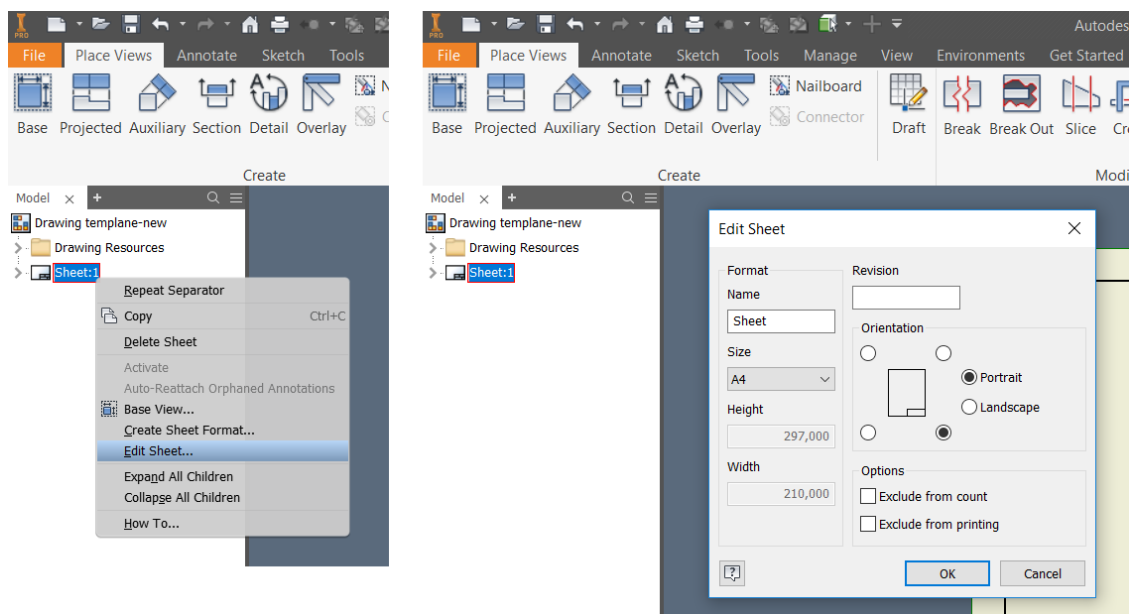 PRO
File Place Views Annotate Sketch Tools
Base Projected Auxiliary Section Detail Overlay
Create
Model
Drawing templane-new
Drawing Resources
Sheet:1
Repeat Separator
Copy Ctrl+C
Delete Sheet
Activate
Auto-Reattach Orphaned Annotations
Base View...
Create Sheet Format...
Edit Sheet...
Expand All Children
Collapse All Children
How To...
PRO
Autodes
File Place Views Annotate Sketch Tools Manage View Environments Get Started
Base Projected Auxiliary Section Detail Overlay
Nailboard
Connector
Draft Break Break Out Slice Cr
Create
Modi
Model
Drawing templane-new
Drawing Resources
Sheet:1
Edit Sheet
Format
Name
Sheet
Size
A4
Height
297,000
Width
210,000
Revision
Orientation
Portrait
Landscape
Options
Exclude from count
Exclude from printing
OK Cancel